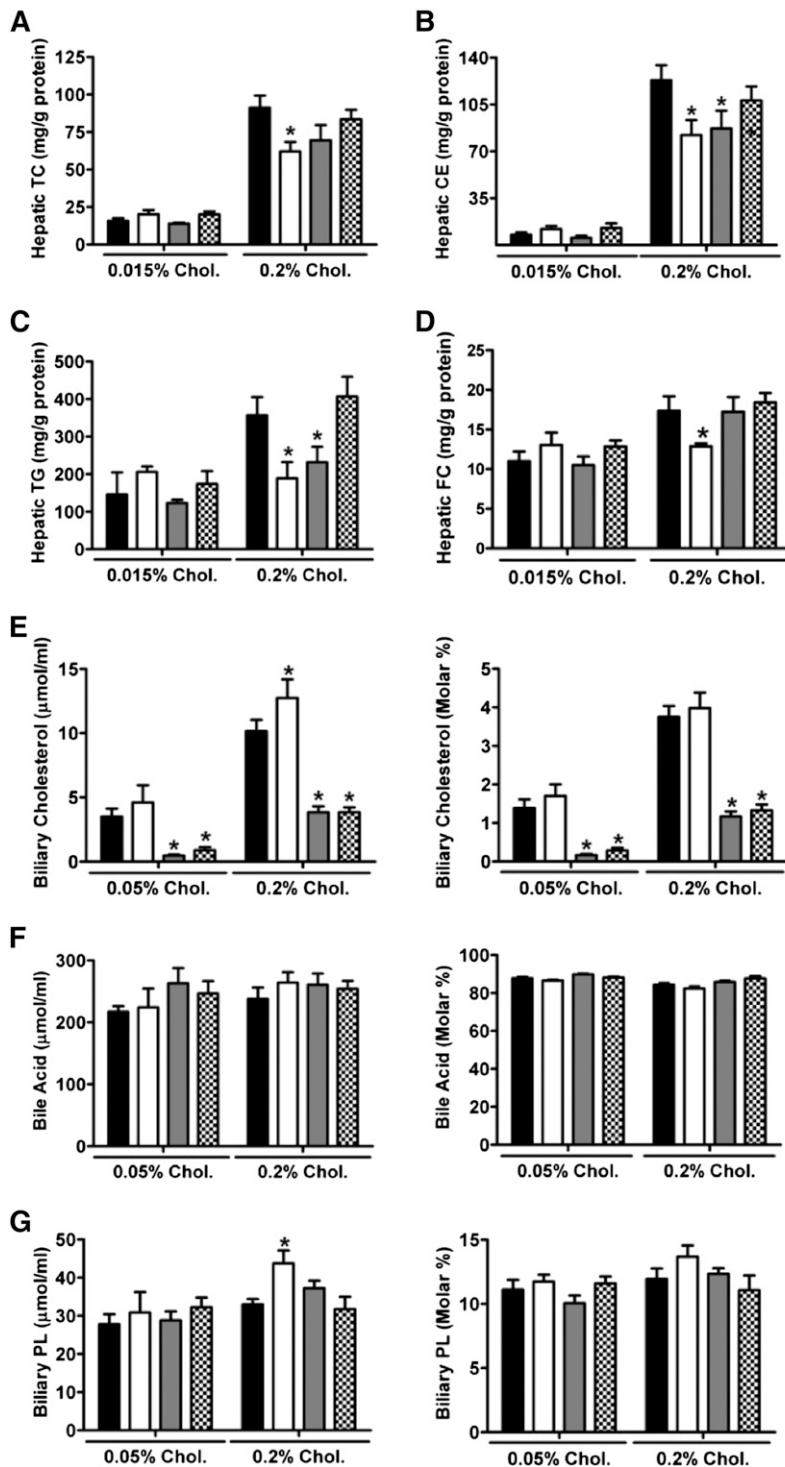 A
Hepatic TC (mg/g protein)
125
100
75
50
25
0
*
0.015% Chol.
0.2% Chol.
B
Hepatic CE (mg/g protein)
140
105
70
35
*
*
0.015% Chol.
0.2% Chol.
C
Hepatic TG (mg/g protein)
500
400
300
200
100
0
*
*
0.015% Chol.
0.2% Chol.
D
Hepatic FC (mg/g protein)
25
20
15
10
5
0
*
0.015% Chol.
0.2% Chol.
E
Biliary Cholesterol (μmol/ml)
15
10
5
0
*
*
*
*
*
0.05% Chol.
0.2% Chol.
Biliary Cholesterol (Molar %)
5
4
3
2
1
0
*
*
*
*
0.05% Chol.
0.2% Chol.
F
Bile Acid (μmol/ml)
300
200
100
0
0.05% Chol.
0.2% Chol.
Bile Acid (Molar %)
100
80
60
40
20
0
0.05% Chol.
0.2% Chol.
G
Biliary PL (μmol/ml)
50
40
30
20
10
0
*
0.05% Chol.
0.2% Chol.
Biliary PL (Molar %)
15
10
5
0
0.05% Chol.
0.2% Chol.